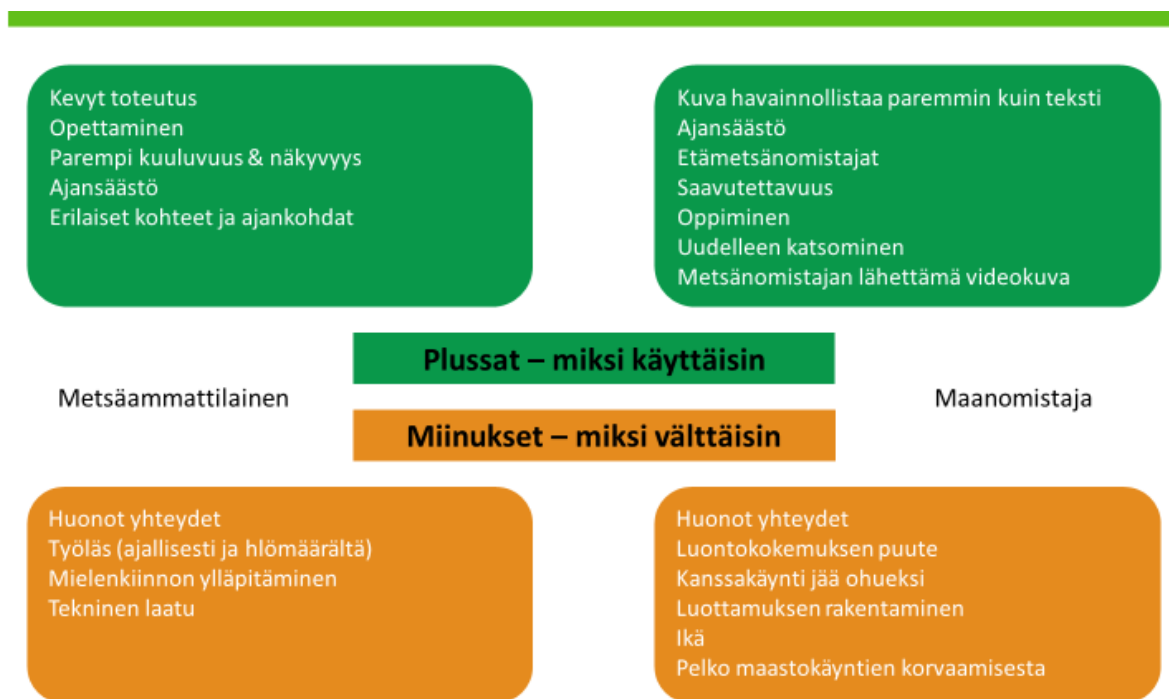 Kevyt toteutus
Opettaminen
Parempi kuuluvuus & näkyvyys
Ajansäästö
Erilaiset kohteet ja ajankohdat
Kuva havainnollistaa paremmin kuin teksti
Ajansäästö
Etämetsänomistajat
Saavutettavuus
Oppiminen
Uudelleen katsominen
Metsänomistajan lähettämä videokuva
Plussat – miksi käyttäisin
Metsäammattilainen
Maanomistaja
Miinukset – miksi välttäisin
Huonot yhteydet
Työläs (ajallisesti ja hlömäärältä)
Mielenkiinnon ylläpitäminen
Tekninen laatu
Huonot yhteydet
Luontokokemuksen puute
Kanssakäynti jää ohueksi
Luottamuksen rakentaminen
Ikä
Pelko maastokäyntien korvaamisesta